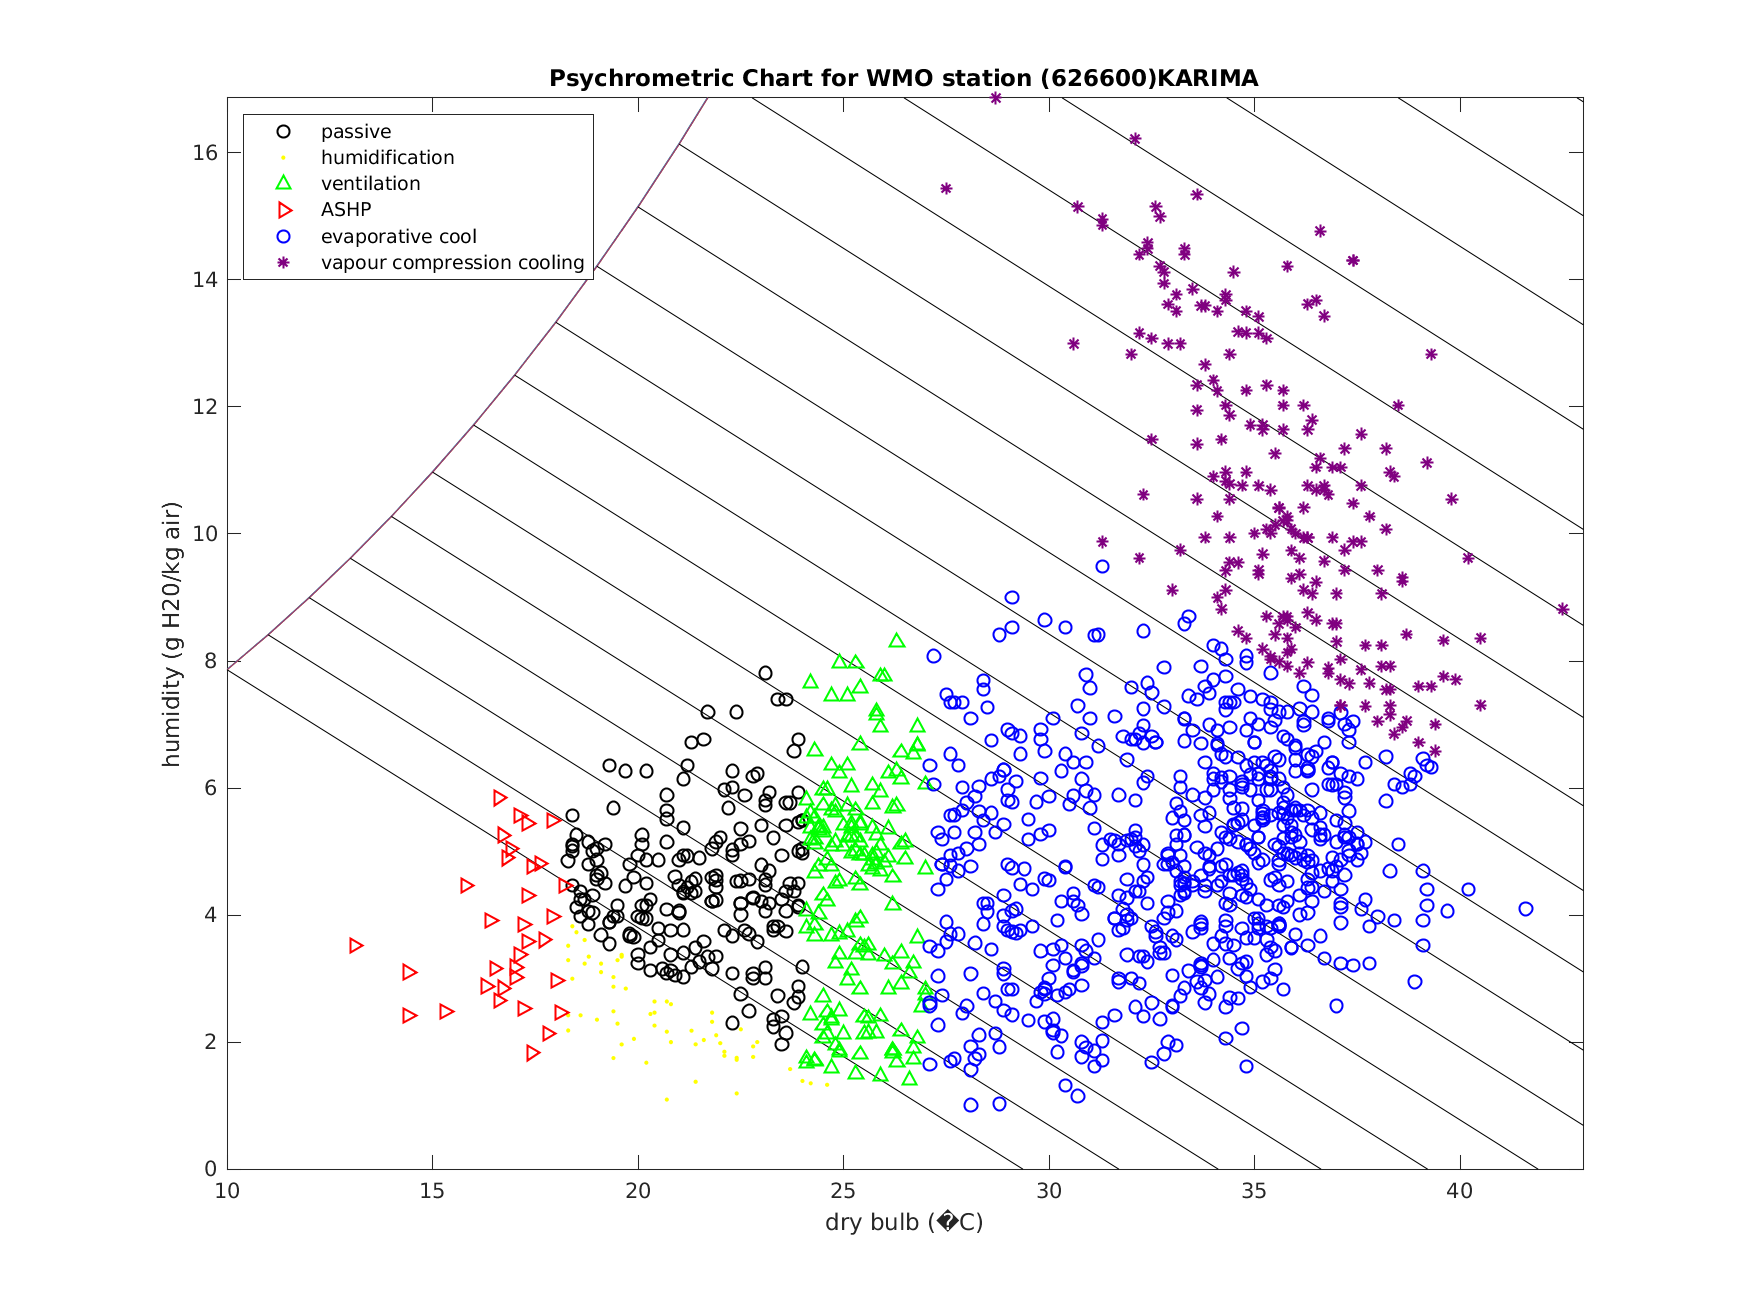 Psychrometric Chart for WMO station (626600)KARIMA
passive
humidification
ventilation
ASHP
evaporative cool
vapour compression cooling
humidity (g H20/kg air)
16
14
12
10
8
6
4
2
0
10 15 20 25 30 35 40
dry bulb (�C)